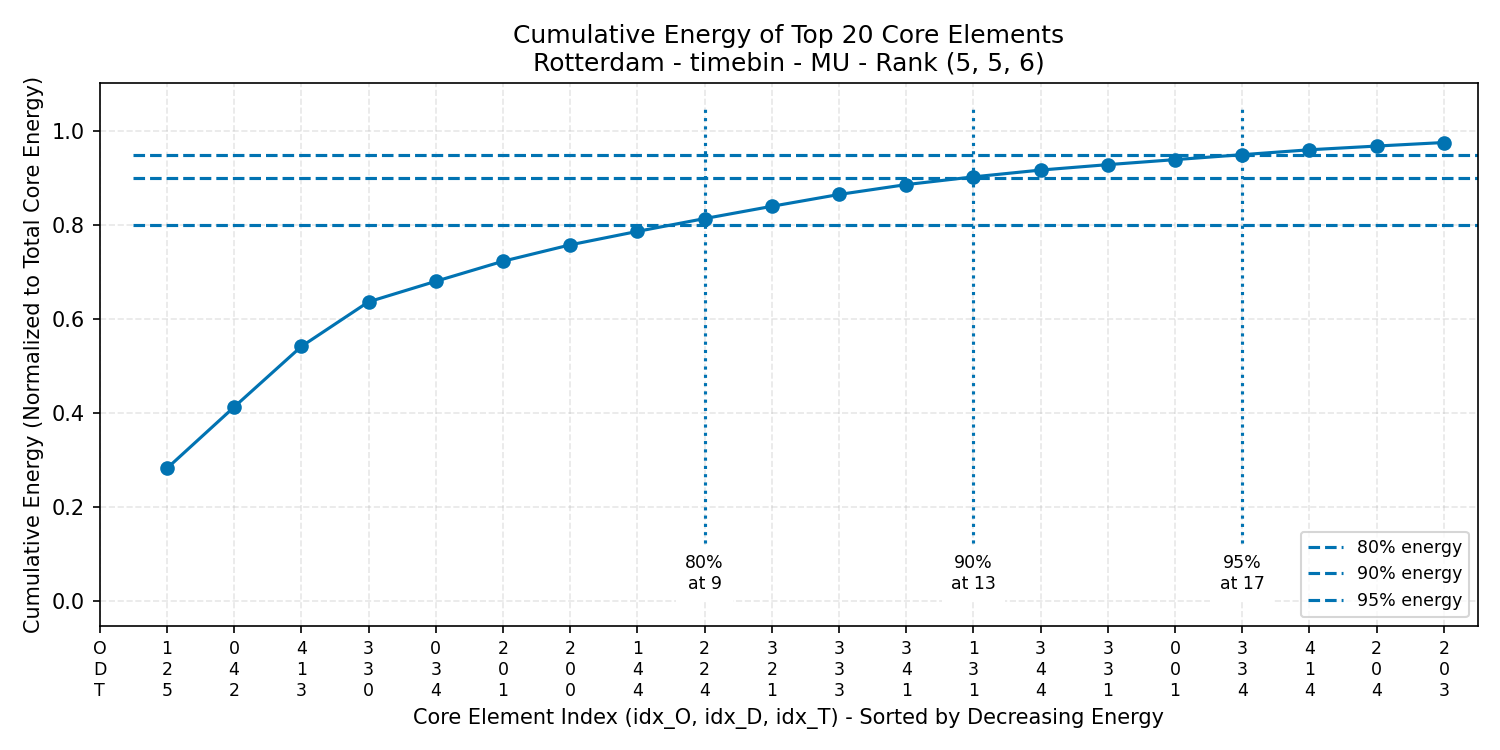 Cumulative Energy of Top 20 Core Elements
Rotterdam - timebin - MU - Rank (5, 5, 6)
Cumulative Energy (Normalized to Total Core Energy)
1.0
0.8
0.6
0.4
0.2
0.0
80%
at 9
90%
at 13
95%
at 17
80% energy
90% energy
95% energy
O 1 0 4 3 0 2 2 1 2 3 3 3 1 3 3 0 3 4 2 2
D 2 4 1 3 3 0 0 4 2 2 3 4 3 4 3 0 3 1 0 0
T 5 2 3 0 4 1 0 4 4 1 3 1 1 4 1 1 4 4 4 3
Core Element Index (idx_O, idx_D, idx_T) - Sorted by Decreasing Energy